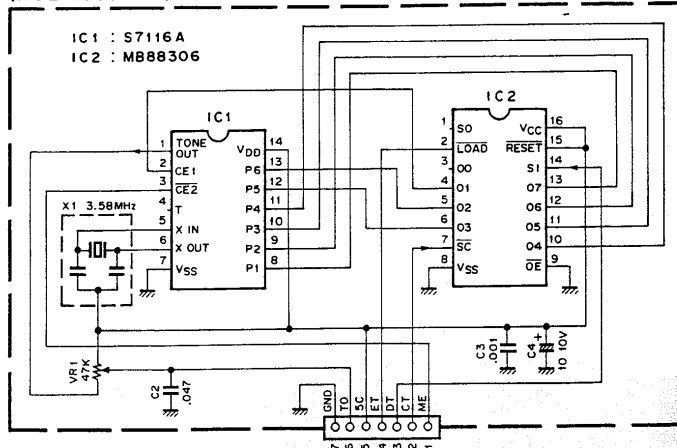 IC1 : S7116A
IC2 : MB88306
IC1
IC2
1 TONE OUT
2 CE1
3 CE2
4 T
5 X IN
6 X OUT
7 VSS
VDD 14
P6 13
P5 12
P4 11
P3 10
P2 9
P1 8
1 SO
2 LOAD
3 O0
4 O1
5 O2
6 O3
7 SC
8 VSS
VCC 16
RESET 15
SI 14
O7 13
O6 12
O5 11
O4 10
OE 9
X1 3.58MHz
VR1
47K
C2
.047
C3
.001
C4 +
10 10V
GND
TO
5C
ET
DT
CT
ME
7 6 5 4 3 2 1